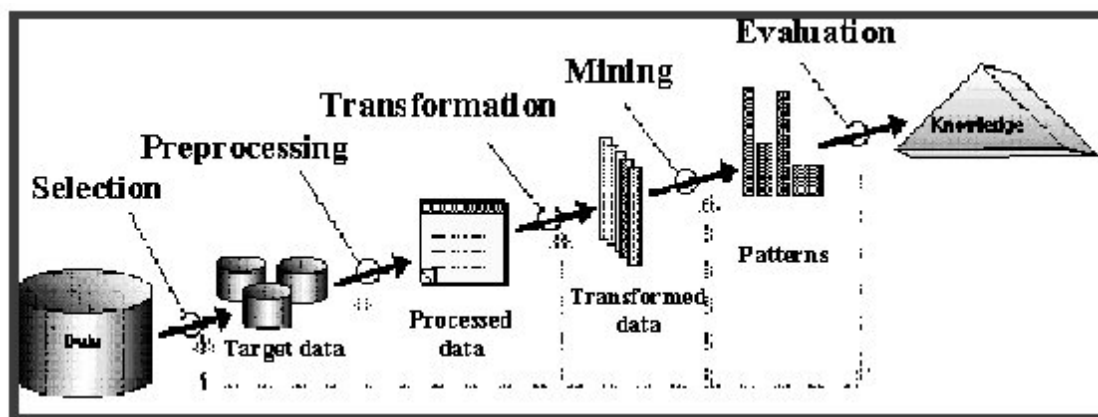 Evaluation
Mining
Transformation
Preprocessing
Selection
Knowledge
Patterns
Transformed
data
Processed
data
Target data
Data